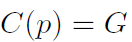 C(p) = G